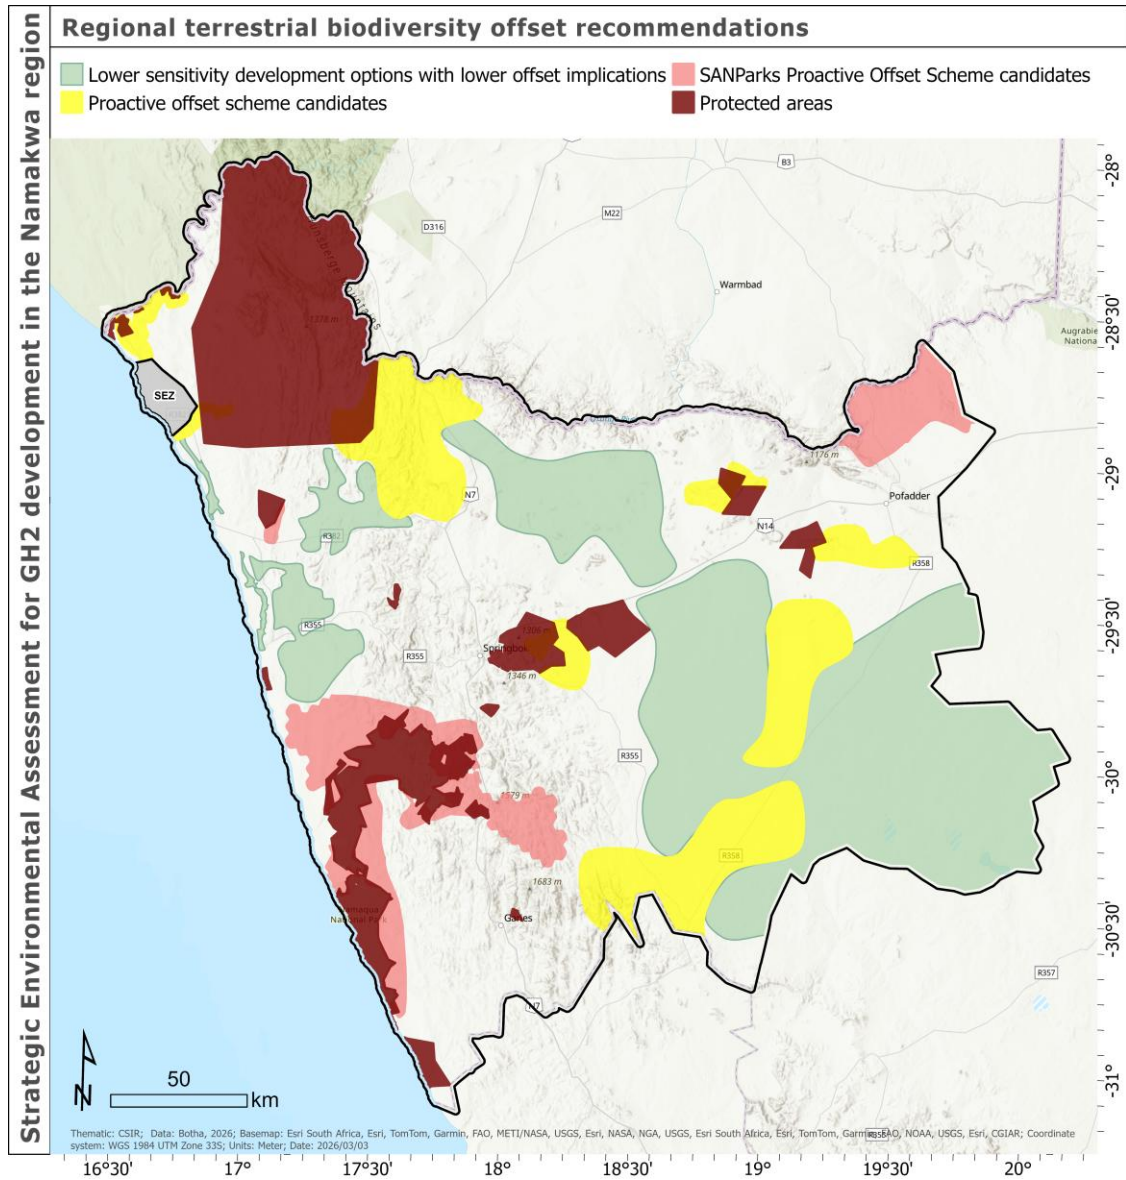 Strategic Environmental Assessment for GH2 development in the Namakwa region
Regional terrestrial biodiversity offset recommendations
Lower sensitivity development options with lower offset implications
SANParks Proactive Offset Scheme candidates
Proactive offset scheme candidates
Protected areas
B3
M22
D316
Warmbad
1378 m
Augrabie
Nationa
SEZ
1176 m
N7
Pofadder
N14
R382
R358
R355
1306 m
Springbok
R355
1346 m
R355
1579 m
R358
1683 m
National Park
Garies
R357
N7
N
50
km
Thematic: CSIR; Data: Botha, 2026; Basemap: Esri South Africa, Esri, TomTom, Garmin, FAO, METI/NASA, USGS, Esri, NASA, NGA, USGS, Esri South Africa, Esri, TomTom, Garmin, FAO, NOAA, USGS, Esri, CGIAR; Coordinate
system: WGS 1984 UTM Zone 33S; Units: Meter; Date: 2026/03/03
-28°
-28°30'
-29°
-29°30'
-30°
-30°30'
-31°
16°30'
17°
17°30'
18°
18°30'
19°
19°30'
20°